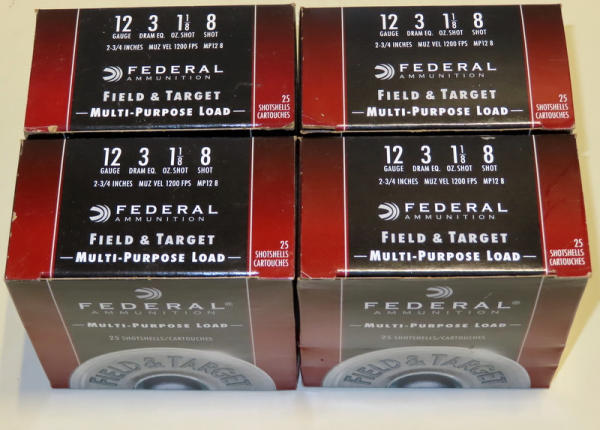 12 3 1 1/8 8
GAUGE DRAM EQ. OZ. SHOT SHOT
2-3/4 INCHES MUZ VEL 1200 FPS MP12 8
FEDERAL
AMMUNITION
FIELD & TARGET
MULTI-PURPOSE LOAD
25
SHOTSHELLS
CARTOUCHES
12 3 1 1/8 8
GAUGE DRAM EQ. OZ. SHOT SHOT
2-3/4 INCHES MUZ VEL 1200 FPS MP12 8
FEDERAL
AMMUNITION
FIELD & TARGET
MULTI-PURPOSE LOAD
25
SHOTSHELLS
CARTOUCHES
12 3 1 1/8 8
GAUGE DRAM EQ. OZ. SHOT SHOT
2-3/4 INCHES MUZ VEL 1200 FPS MP12 8
FEDERAL
AMMUNITION
FIELD & TARGET
MULTI-PURPOSE LOAD
25
SHOTSHELLS
CARTOUCHES
FEDERAL®
MULTI-PURPOSE LOAD
25 SHOTSHELLS/CARTOUCHES
FIELD & TARGET
12 3 1 1/8 8
GAUGE DRAM EQ. OZ. SHOT SHOT
2-3/4 INCHES MUZ VEL 1200 FPS MP12 8
FEDERAL
AMMUNITION
FIELD & TARGET
MULTI-PURPOSE LOAD
25
SHOTSHELLS
CARTOUCHES
FEDERAL®
MULTI-PURPOSE LOAD
25 SHOTSHELLS/CARTOUCHES
FIELD & TARGET